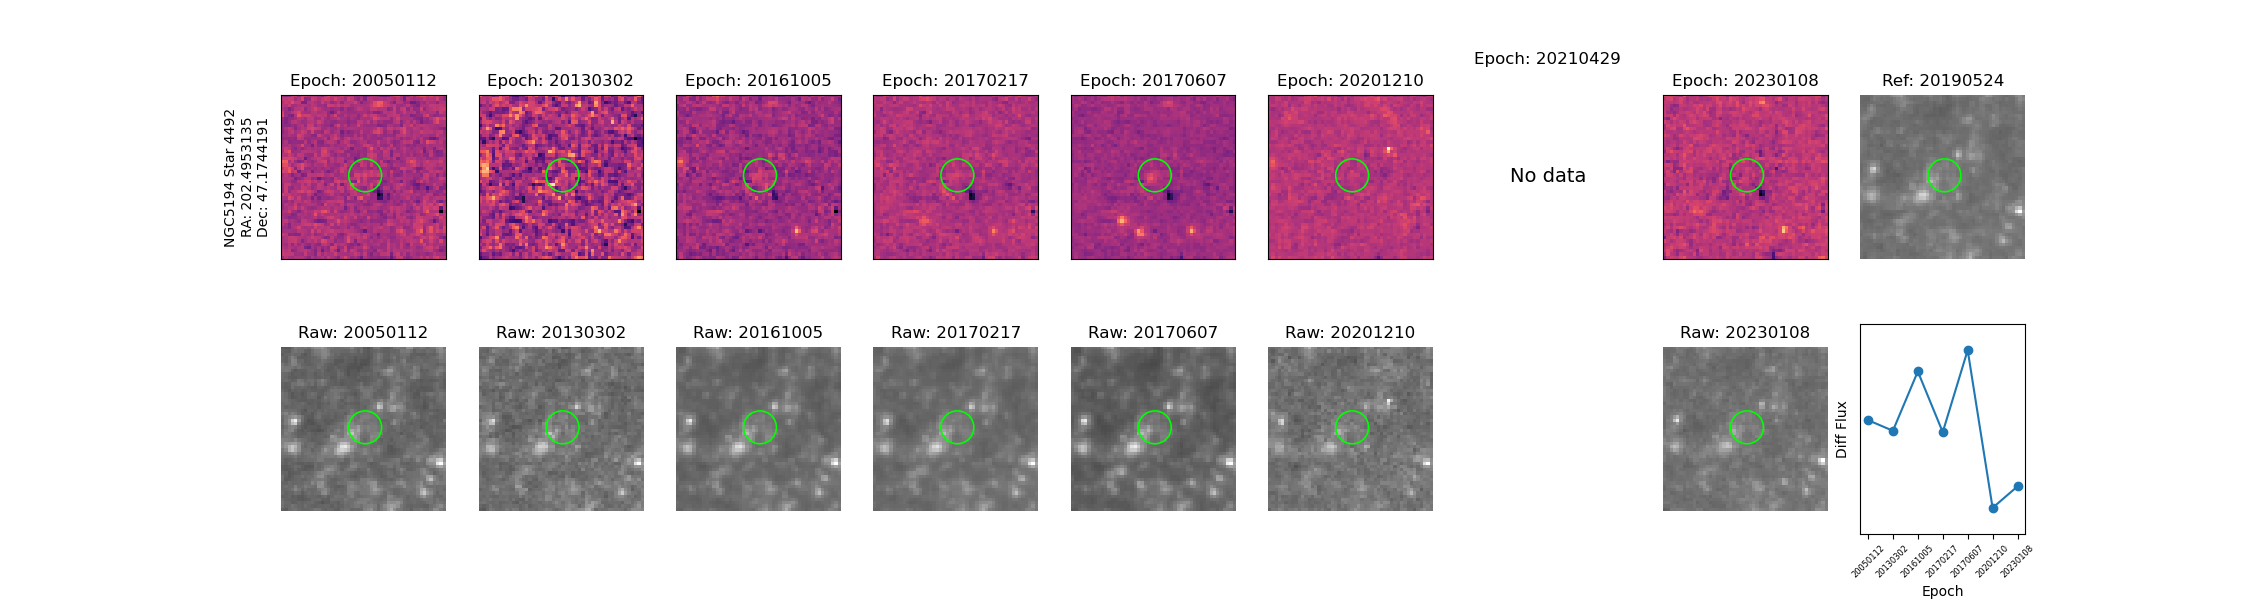 NGC5194 Star 4492
RA: 202.4953135
Dec: 47.1744191
Epoch: 20050112
Epoch: 20130302
Epoch: 20161005
Epoch: 20170217
Epoch: 20170607
Epoch: 20201210
Epoch: 20210429
No data
Epoch: 20230108
Ref: 20190524
Raw: 20050112
Raw: 20130302
Raw: 20161005
Raw: 20170217
Raw: 20170607
Raw: 20201210
Raw: 20230108
Diff Flux
20050112
20130302
20161005
20170217
20170607
20201210
20230108
Epoch